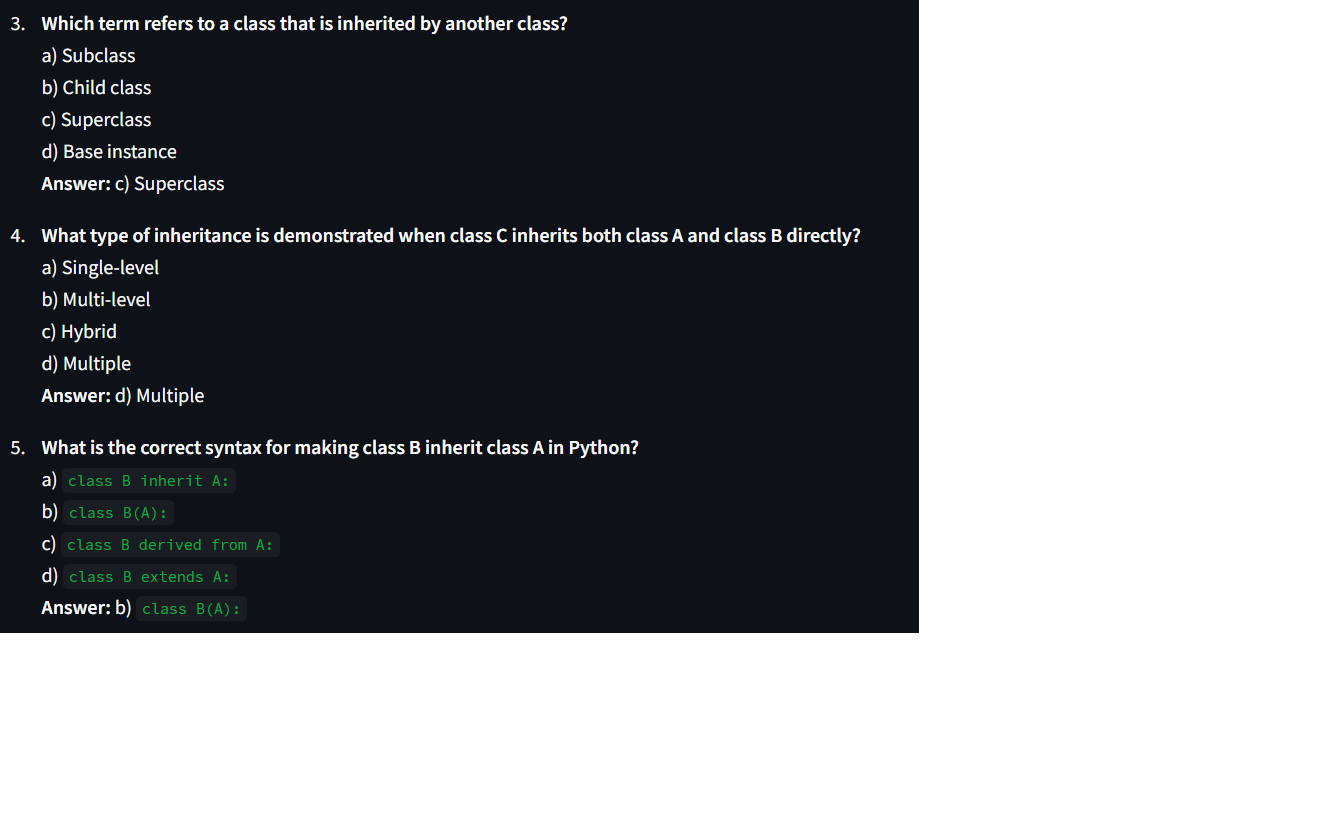 3. Which term refers to a class that is inherited by another class?
a) Subclass
b) Child class
c) Superclass
d) Base instance
Answer: c) Superclass
4. What type of inheritance is demonstrated when class C inherits both class A and class B directly?
a) Single-level
b) Multi-level
c) Hybrid
d) Multiple
Answer: d) Multiple
5. What is the correct syntax for making class B inherit class A in Python?
a) class B inherit A:
b) class B(A):
c) class B derived from A:
d) class B extends A:
Answer: b) class B(A):